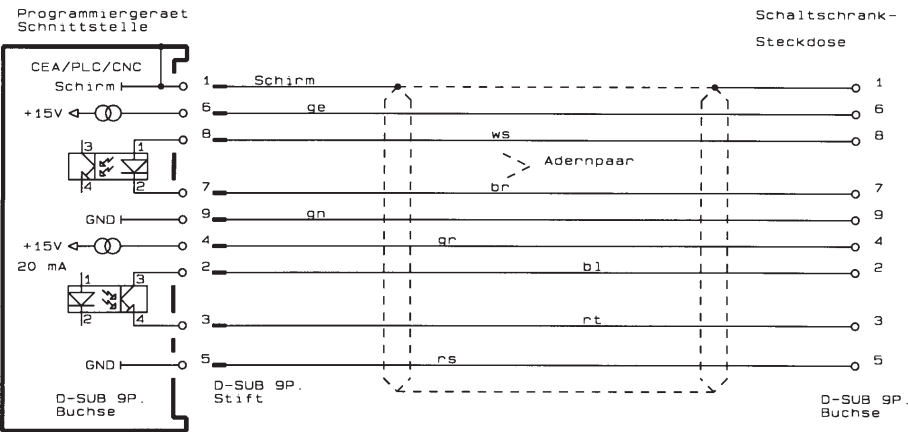 Programmiergeraet
Schnittstelle
Schaltschrank-
Steckdose
CEA/PLC/CNC
Schirm 1 Schirm 1
+15V 6 ge 6
8 ws 8
3 1
Adernpaar
4 2 7 br 7
GND 9 gn 9
+15V 4 gr 4
20 mA 2 bl 2
1 3
2 4 3 rt 3
GND 5 rs 5
D-SUB 9P.
Buchse
D-SUB 9P.
Stift
D-SUB 9P.
Buchse